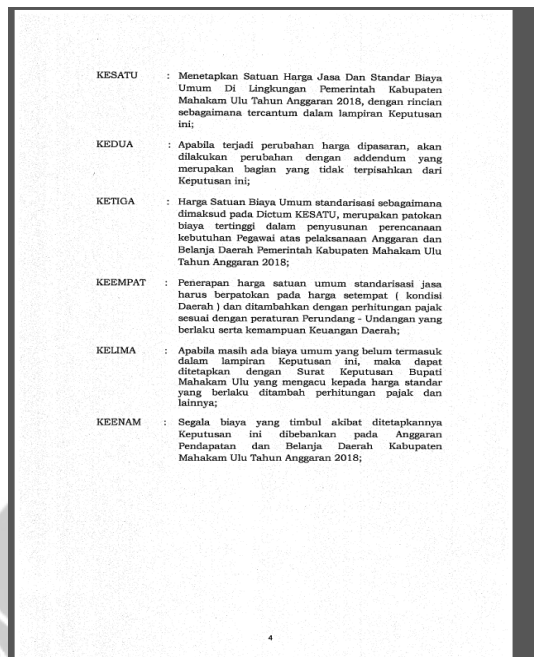 KESATU : Menetapkan Satuan Harga Jasa Dan Standar Biaya
Umum Di Lingkungan Pemerintah Kabupaten
Mahakam Ulu Tahun Anggaran 2018, dengan rincian
sebagaimana tercantum dalam lampiran Keputusan
ini;
KEDUA : Apabila terjadi perubahan harga dipasaran, akan
dilakukan perubahan dengan addendum yang
merupakan bagian yang tidak terpisahkan dari
Keputusan ini;
KETIGA : Harga Satuan Biaya Umum standarisasi sebagaimana
dimaksud pada Dictum KESATU, merupakan patokan
biaya tertinggi dalam penyusunan perencanaan
kebutuhan Pegawai atas pelaksanaan Anggaran dan
Belanja Daerah Pemerintah Kabupaten Mahakam Ulu
Tahun Anggaran 2018;
KEEMPAT : Penerapan harga satuan umum standarisasi jasa
harus berpatokan pada harga setempat ( kondisi
Daerah ) dan ditambahkan dengan perhitungan pajak
sesuai dengan peraturan Perundang - Undangan yang
berlaku serta kemampuan Keuangan Daerah;
KELIMA : Apabila masih ada biaya umum yang belum termasuk
dalam lampiran Keputusan ini, maka dapat
ditetapkan dengan Surat Keputusan Bupati
Mahakam Ulu yang mengacu kepada harga standar
yang berlaku ditambah perhitungan pajak dan
lainnya;
KEENAM : Segala biaya yang timbul akibat ditetapkannya
Keputusan ini dibebankan pada Anggaran
Pendapatan dan Belanja Daerah Kabupaten
Mahakam Ulu Tahun Anggaran 2018;
4